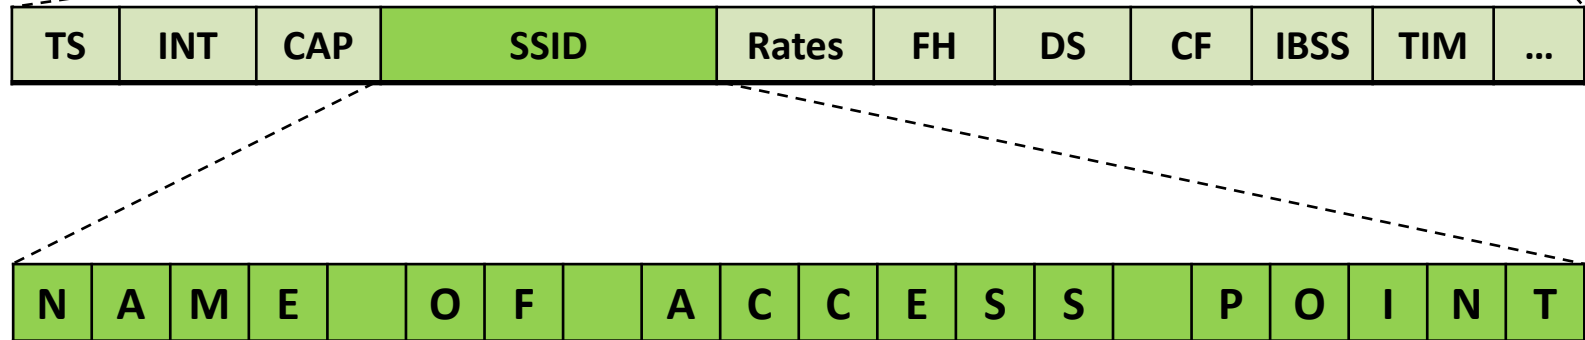 TS INT CAP SSID Rates FH DS CF IBSS TIM ...
N A M E O F A C C E S S P O I N T